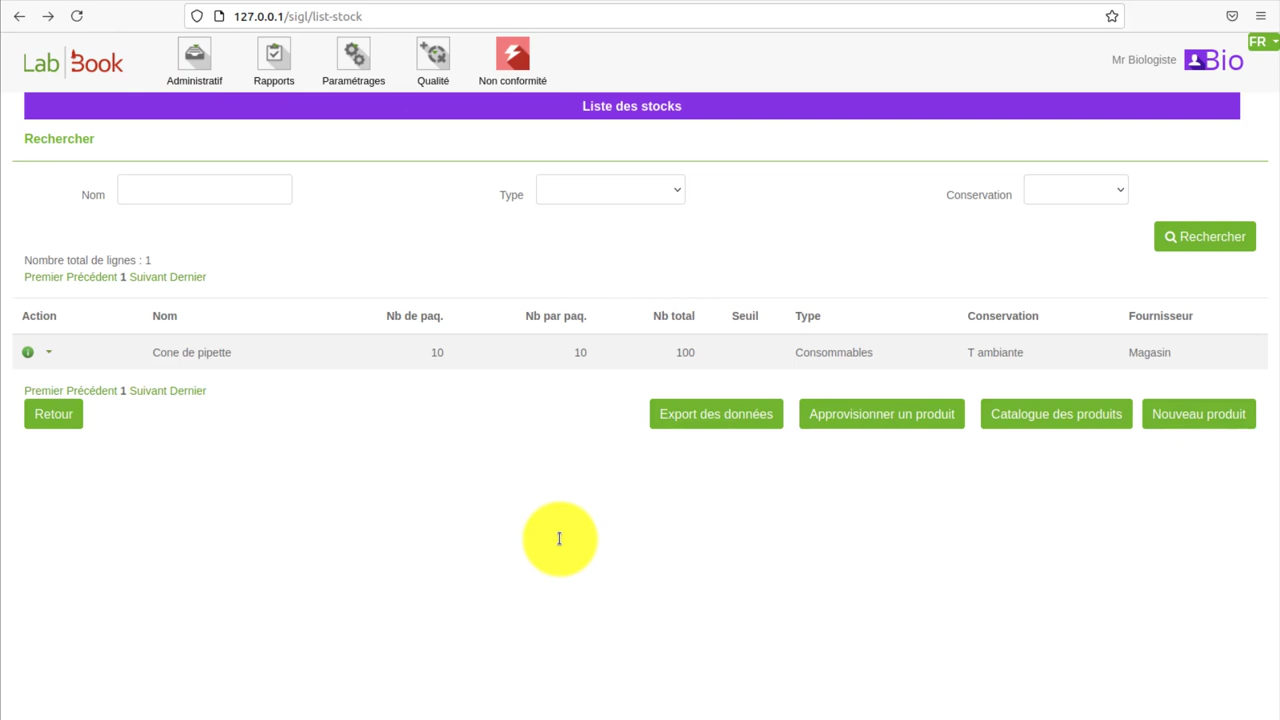 127.0.0.1/sigl/list-stock
Lab Book
Administratif
Rapports
Paramétrages
Qualité
Non conformité
Mr Biologiste
Bio
FR
Liste des stocks
Rechercher
Nom
Type
Conservation
Rechercher
Nombre total de lignes : 1
Premier Précédent 1 Suivant Dernier
Action Nom Nb de paq. Nb par paq. Nb total Seuil Type Conservation Fournisseur
Cone de pipette 10 10 100 Consommables T ambiante Magasin
Premier Précédent 1 Suivant Dernier
Retour
Export des données
Approvisionner un produit
Catalogue des produits
Nouveau produit